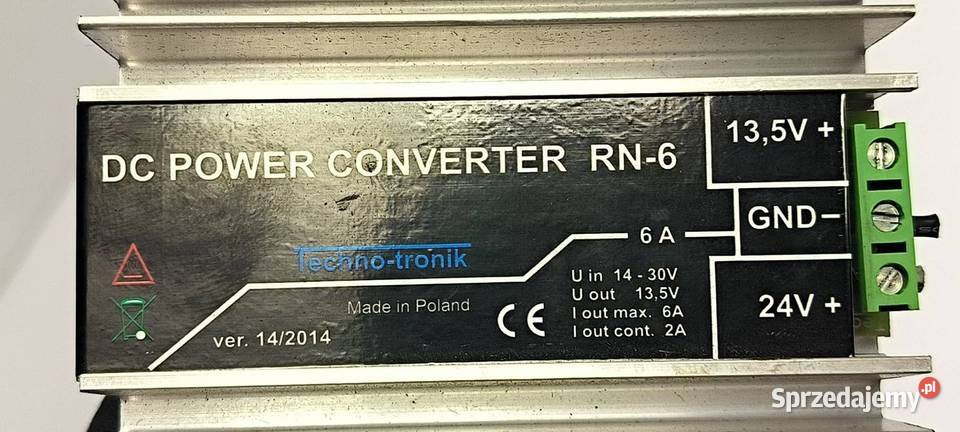 DC POWER CONVERTER RN-6
13,5V +
GND –
6 A
24V +
Techno-tronik
Made in Poland
ver. 14/2014
CE
U in 14 - 30V
U out 13,5V
I out max. 6A
I out cont. 2A
Sprzedajemy.pl